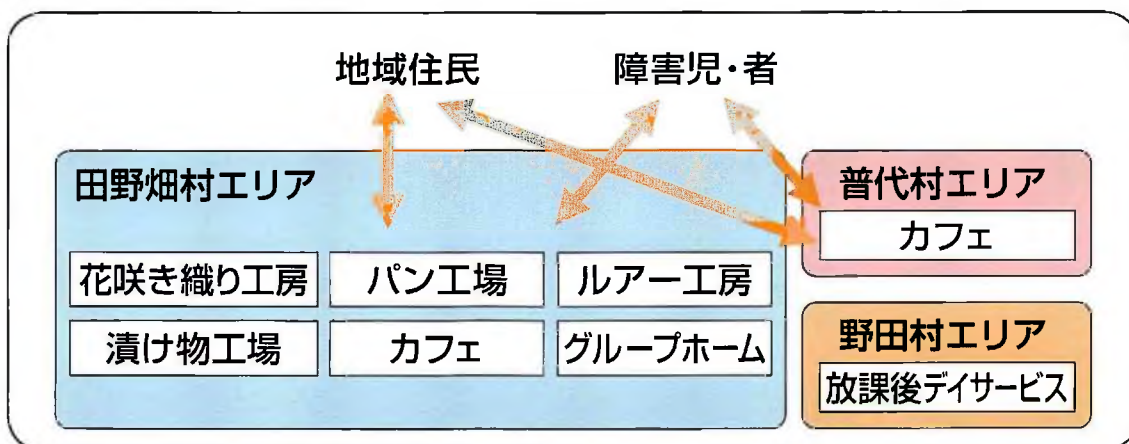 地域住民
障害児・者
田野畑村エリア
花咲き織り工房
パン工場
ルアー工房
漬け物工場
カフェ
グループホーム
普代村エリア
カフェ
野田村エリア
放課後デイサービス